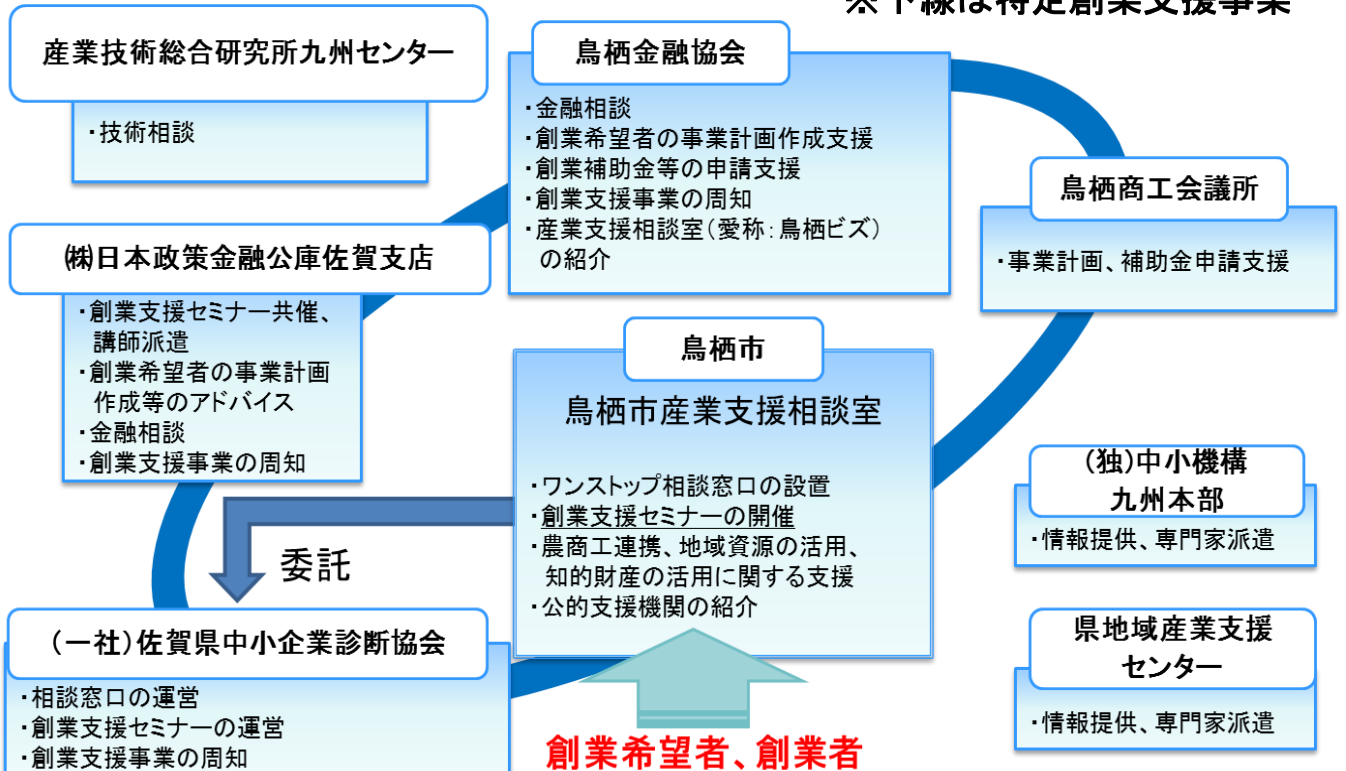 ※下線は特定創業支援事業
産業技術総合研究所九州センター
・技術相談
鳥栖金融協会
・金融相談
・創業希望者の事業計画作成支援
・創業補助金等の申請支援
・創業支援事業の周知
・産業支援相談室(愛称:鳥栖ビズ)
の紹介
鳥栖商工会議所
・事業計画、補助金申請支援
㈱日本政策金融公庫佐賀支店
・創業支援セミナー共催、
講師派遣
・創業希望者の事業計画
作成等のアドバイス
・金融相談
・創業支援事業の周知
鳥栖市
鳥栖市産業支援相談室
・ワンストップ相談窓口の設置
・創業支援セミナーの開催
・農商工連携、地域資源の活用、
知的財産の活用に関する支援
・公的支援機関の紹介
委託
(独)中小機構
九州本部
・情報提供、専門家派遣
(一社)佐賀県中小企業診断協会
・相談窓口の運営
・創業支援セミナーの運営
・創業支援事業の周知
県地域産業支援
センター
・情報提供、専門家派遣
創業希望者、創業者